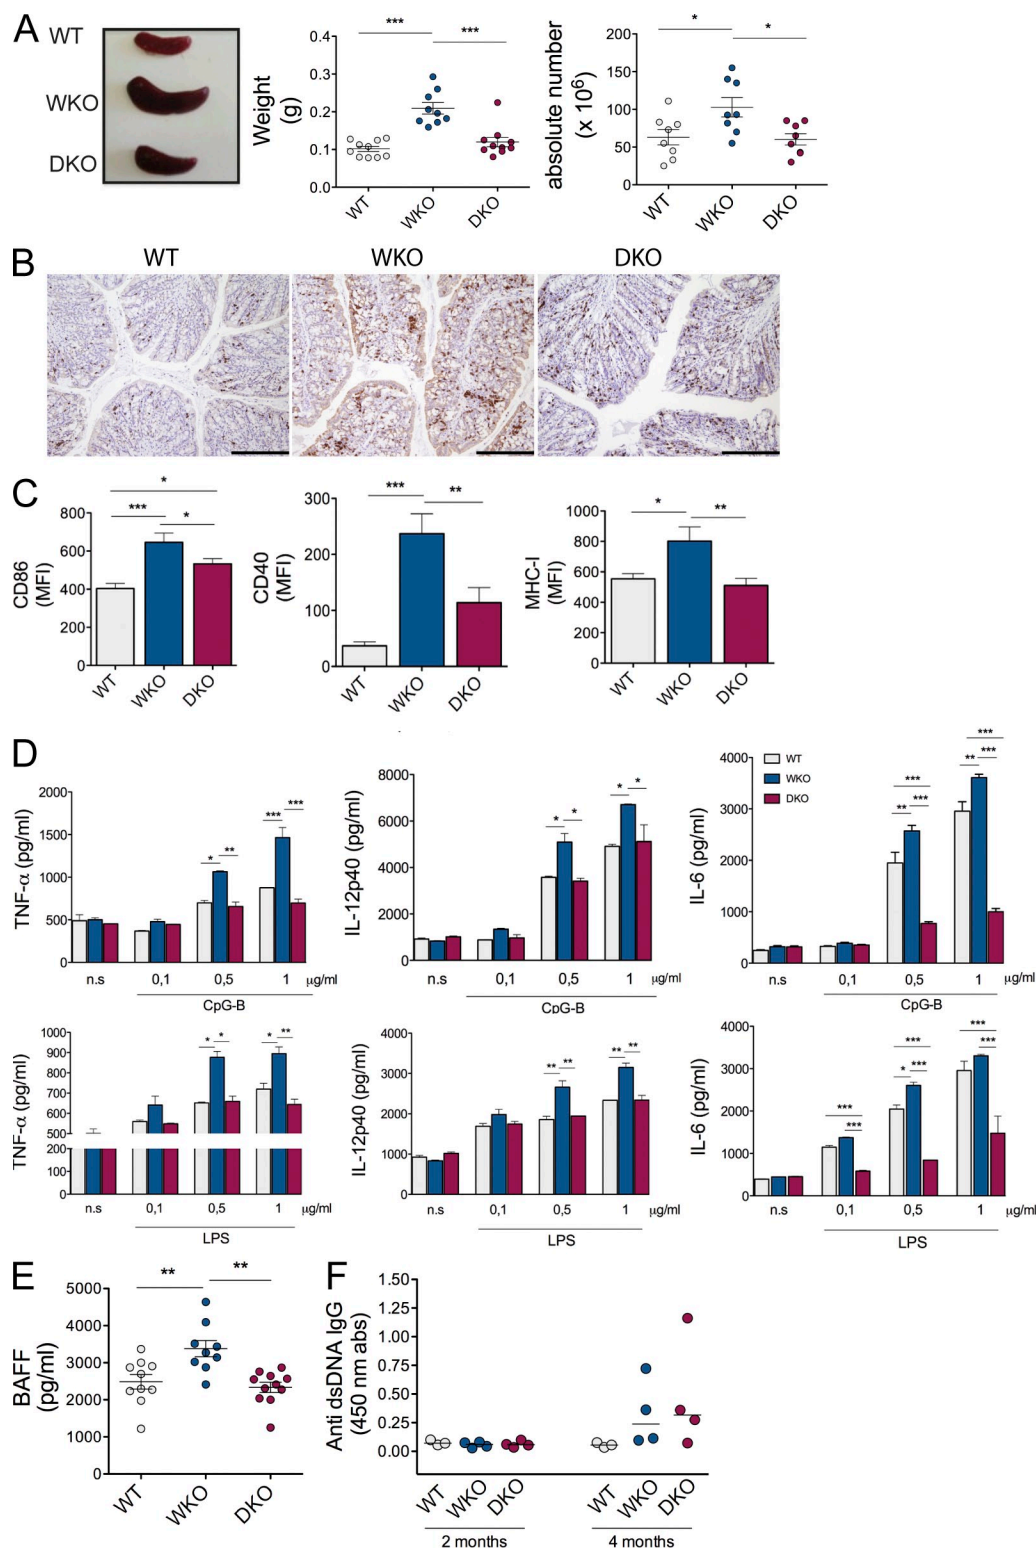 A
WT
WKO
DKO
Weight
(g)
0.4
0.3
0.2
0.1
0.0
***
***
WT
WKO
DKO
absolute number
(x 10⁶)
200
150
100
50
0
*
*
WT
WKO
DKO
B
WT
WKO
DKO
C
CD86
(MFI)
800
600
400
200
0
*
***
*
WT
WKO
DKO
CD40
(MFI)
300
200
100
0
***
**
WT
WKO
DKO
MHC-I
(MFI)
1000
800
600
400
200
0
*
**
WT
WKO
DKO
D
TNF-α (pg/ml)
2000
1500
1000
500
0
*
**
***
***
n.s
0,1
0,5
1
µg/ml
CpG-B
IL-12p40 (pg/ml)
8000
6000
4000
2000
0
*
*
*
*
n.s
0,1
0,5
1
µg/ml
CpG-B
IL-6 (pg/ml)
4000
3000
2000
1000
0
WT
WKO
DKO
***
**
***
***
**
***
n.s
0,1
0,5
1
µg/ml
CpG-B
TNF-α (pg/ml)
1000
900
800
700
600
500
200
100
0
*
*
*
**
n.s
0,1
0,5
1
µg/ml
LPS
IL-12p40 (pg/ml)
4000
3000
2000
1000
0
**
**
**
**
n.s
0,1
0,5
1
µg/ml
LPS
IL-6 (pg/ml)
4000
3000
2000
1000
0
***
***
***
*
***
***
***
n.s
0,1
0,5
1
µg/ml
LPS
E
BAFF
(pg/ml)
5000
4000
3000
2000
1000
0
**
**
WT
WKO
DKO
F
Anti dsDNA IgG
(450 nm abs)
1.50
1.25
1.00
0.75
0.50
0.25
0.00
WT
WKO
DKO
WT
WKO
DKO
2 months
4 months